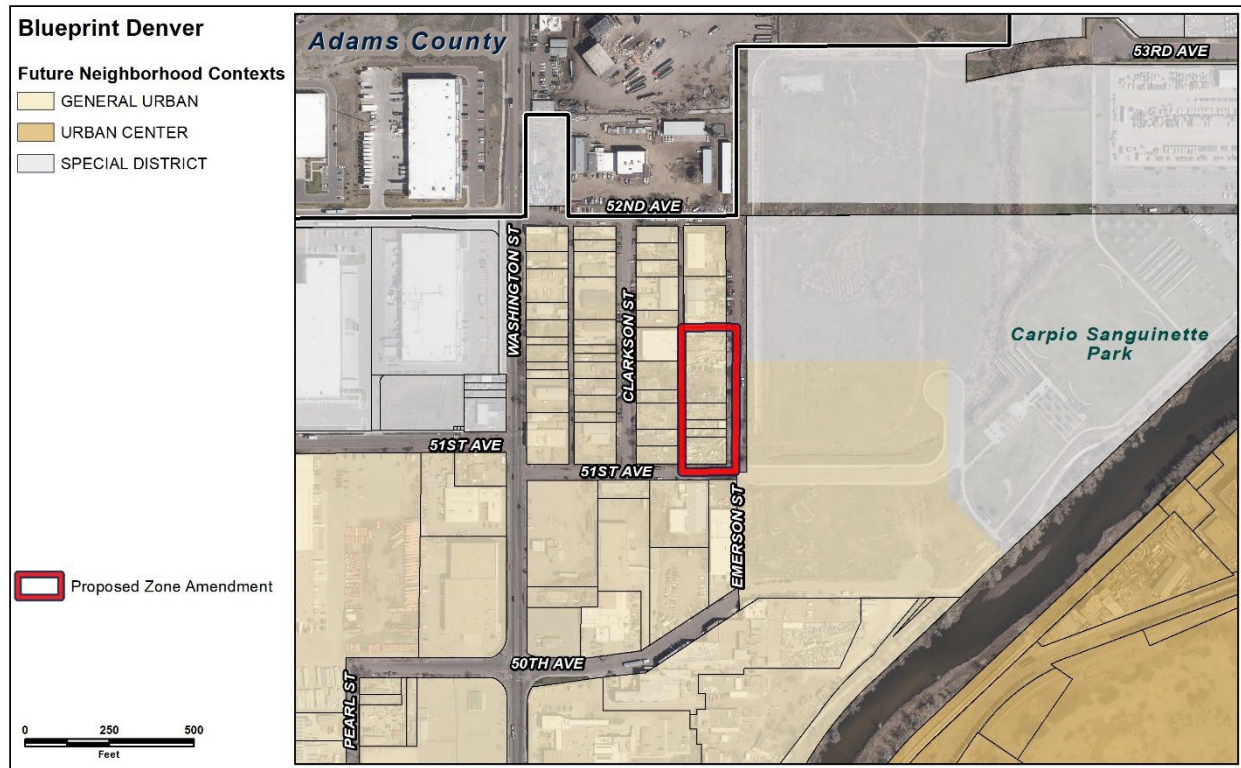 Blueprint Denver
Future Neighborhood Contexts
GENERAL URBAN
URBAN CENTER
SPECIAL DISTRICT
Proposed Zone Amendment
0 250 500
Feet
Adams County
53RD AVE
52ND AVE
WASHINGTON ST
CLARKSON ST
Carpio Sanguinette
Park
51ST AVE
51ST AVE
EMERSON ST
50TH AVE
PEARL ST